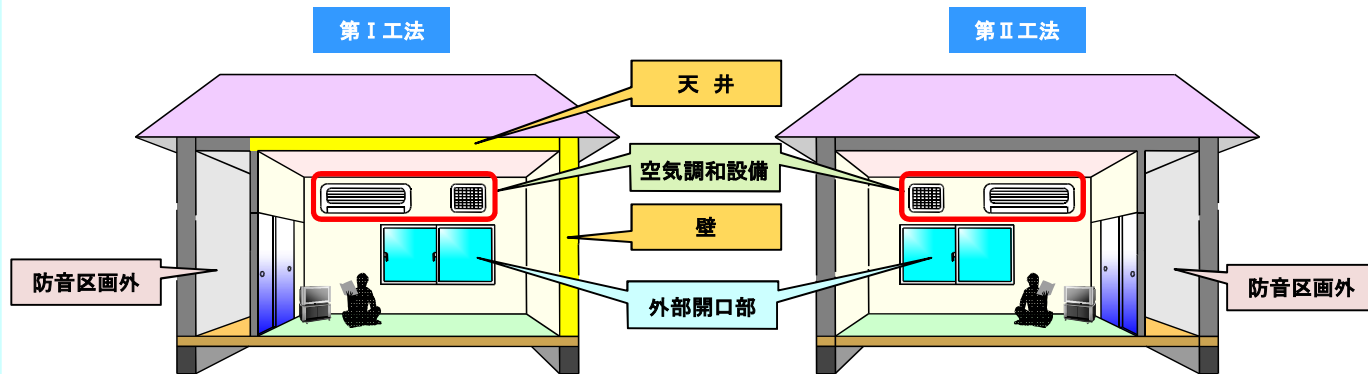 第Ⅰ工法
第Ⅱ工法
天 井
空気調和設備
壁
防音区画外
外部開口部
防音区画外